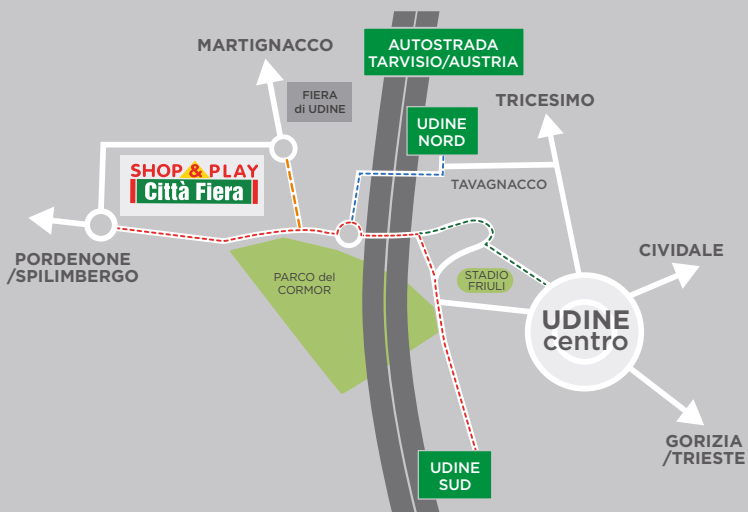 MARTIGNACCO
AUTOSTRADA
TARVISIO/AUSTRIA
FIERA
di UDINE
UDINE
NORD
TRICESIMO
SHOP & PLAY
Città Fiera
TAVAGNACCO
PORDENONE
/SPILIMBERGO
PARCO del
CORMOR
STADIO
FRIULI
CIVIDALE
UDINE
centro
GORIZIA
/TRIESTE
UDINE
SUD